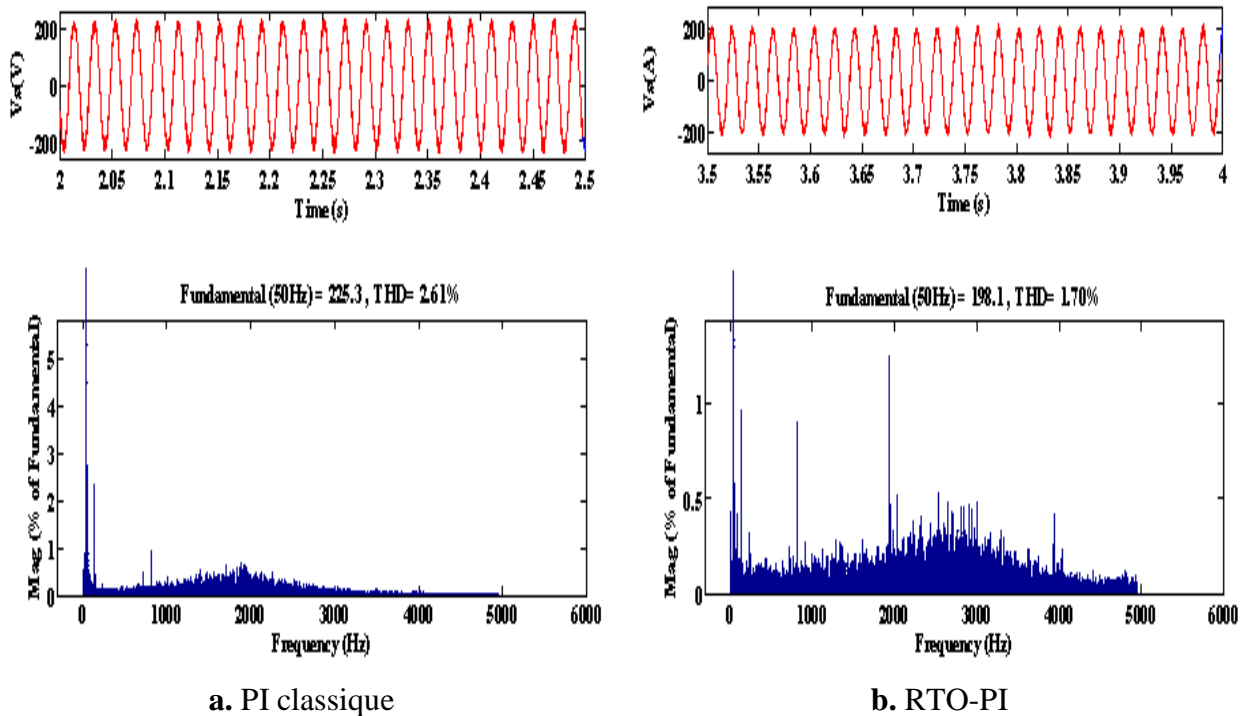 Vs(V)
200
0
-200
2 2.05 2.1 2.15 2.2 2.25 2.3 2.35 2.4 2.45 2.5
Time (s)
Vs(A)
200
0
-200
3.5 3.55 3.6 3.65 3.7 3.75 3.8 3.85 3.9 3.95 4
Time (s)
Fundamental (50Hz) = 225.3 , THD= 2.61%
Mag (% of Fundamental)
5
4
3
2
1
0
0 1000 2000 3000 4000 5000 6000
Frequency (Hz)
Fundamental (50Hz) = 198.1 , THD= 1.70%
Mag (% of Fundamental)
1
0.5
0
0 1000 2000 3000 4000 5000 6000
Frequency (Hz)
a. PI classique
b. RTO-PI